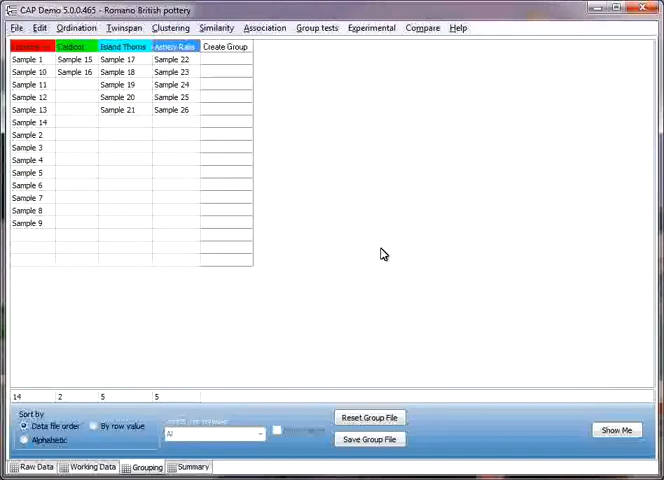 CAP Demo 5.0.0.465 - Romano British pottery
File Edit Ordination Twinspan Clustering Similarity Association Group tests Experimental Compare Help
Caldicot Island Thorns Ashley Rails Create Group
Sample 1 Sample 15 Sample 17 Sample 22
Sample 10 Sample 16 Sample 18 Sample 23
Sample 11 Sample 19 Sample 24
Sample 12 Sample 20 Sample 25
Sample 13 Sample 21 Sample 26
Sample 14
Sample 2
Sample 3
Sample 4
Sample 5
Sample 6
Sample 7
Sample 8
Sample 9
14 2 5 5
Sort by
Data file order By row value
Alphabetic
All
Reset Group File
Save Group File
Show Me
Raw Data Working Data Grouping Summary